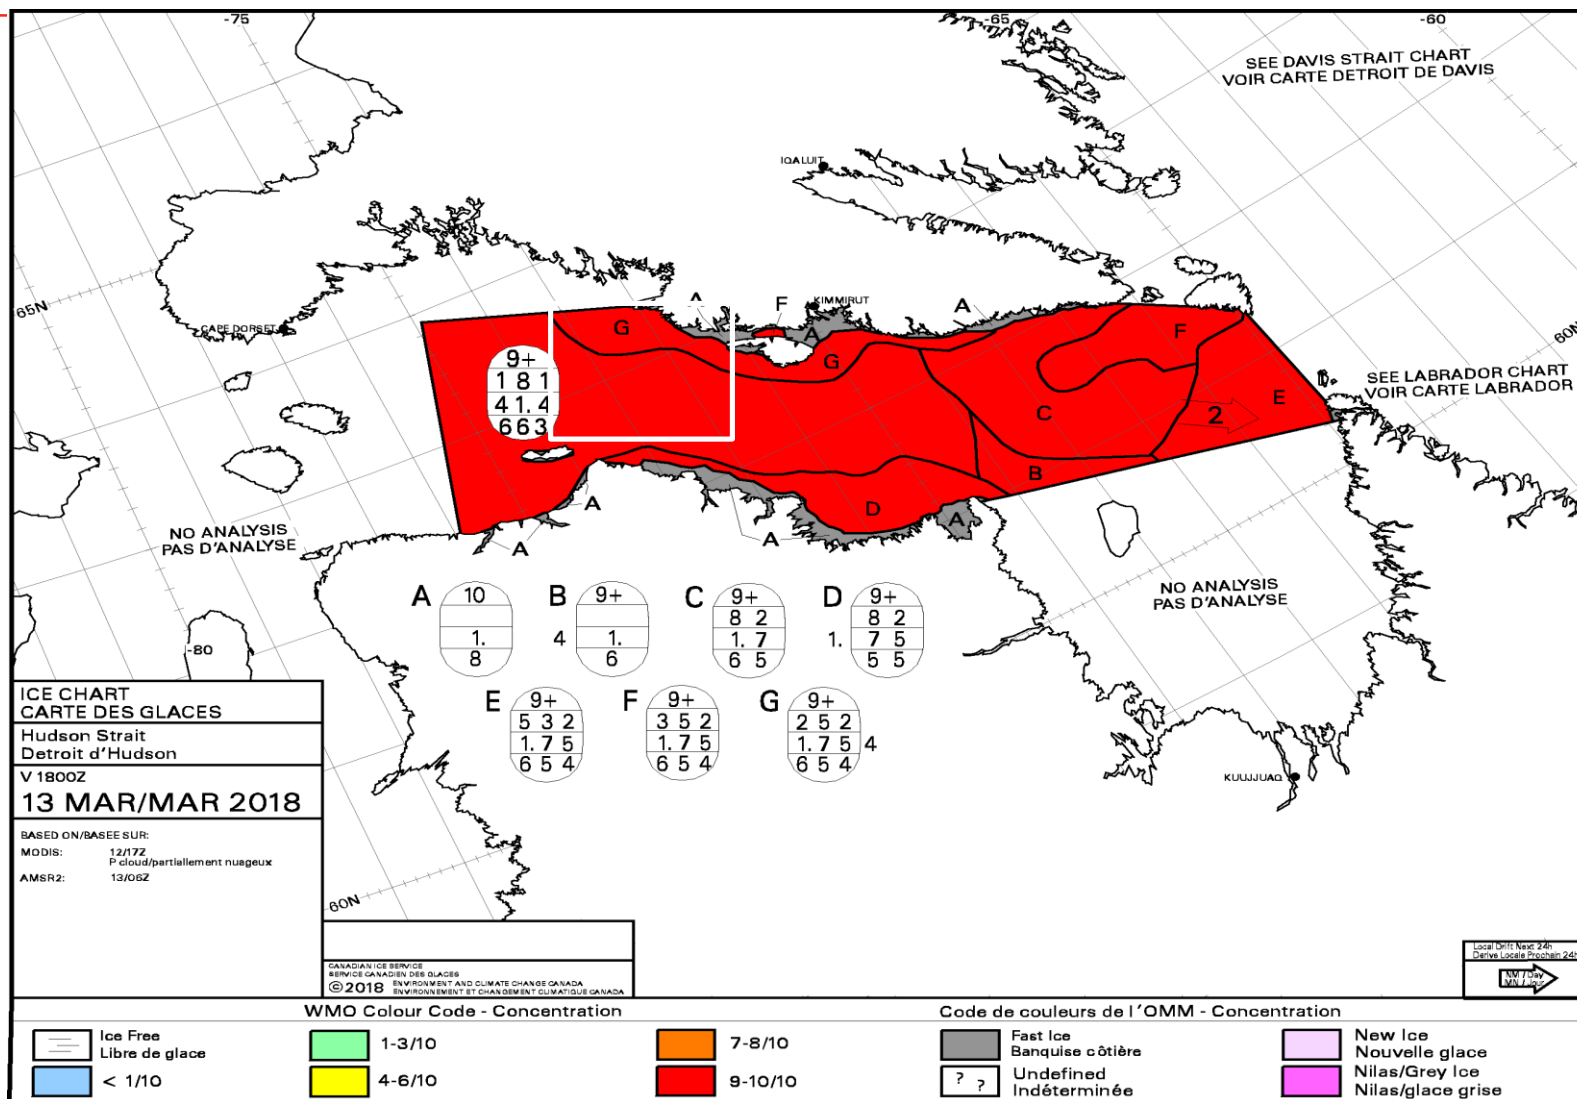 -75
-65
-60
SEE DAVIS STRAIT CHART
VOIR CARTE DETROIT DE DAVIS
IQALUIT
65N
CAPE DORSET
A
F
KIMMIRUT
A
A
G
G
F
60N
SEE LABRADOR CHART
VOIR CARTE LABRADOR
9+
1 8 1
4 1. 4
6 6 3
C
E
2
B
D
A
A
A
A
NO ANALYSIS
PAS D'ANALYSE
NO ANALYSIS
PAS D'ANALYSE
A
10
1.
8
B
9+
4 1.
6
C
9+
8 2
1. 7
6 5
D
9+
8 2
1. 7 5
5 5
E
9+
5 3 2
1. 7 5
6 5 4
F
9+
3 5 2
1. 7 5
6 5 4
G
9+
2 5 2
1. 7 5 4
6 5 4
-80
KUUJJUAQ
60N
ICE CHART
CARTE DES GLACES
Hudson Strait
Detroit d'Hudson
V 1800Z
13 MAR/MAR 2018
BASED ON/BASEE SUR:
MODIS: 12/17Z
P cloud/partiallement nuageux
AMSR2: 13/06Z
CANADIAN ICE SERVICE
SERVICE CANADIEN DES GLACES
©2018 ENVIRONMENT AND CLIMATE CHANGE CANADA
ENVIRONNEMENT ET CHANGEMENT CLIMATIQUE CANADA
Local Drift Next 24h
Derive Locale Prochain 24h
NM / Day
MN / Jour
WMO Colour Code - Concentration
Code de couleurs de l'OMM - Concentration
Ice Free
Libre de glace
< 1/10
1-3/10
4-6/10
7-8/10
9-10/10
Fast Ice
Banquise côtière
? ?
Undefined
Indéterminée
New Ice
Nouvelle glace
Nilas/Grey Ice
Nilas/glace grise